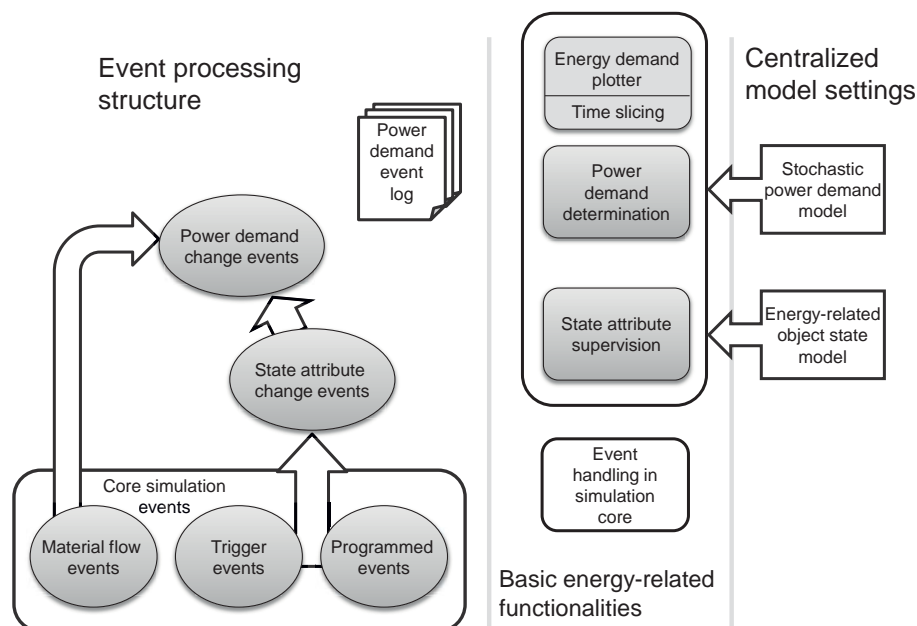 Event processing
structure
Power
demand
event
log
Power demand
change events
State attribute
change events
Core simulation
events
Material flow
events
Trigger
events
Programmed
events
Energy demand
plotter
Time slicing
Power
demand
determination
State attribute
supervision
Event
handling in
simulation
core
Basic energy-related
functionalities
Centralized
model settings
Stochastic
power demand
model
Energy-related
object state
model